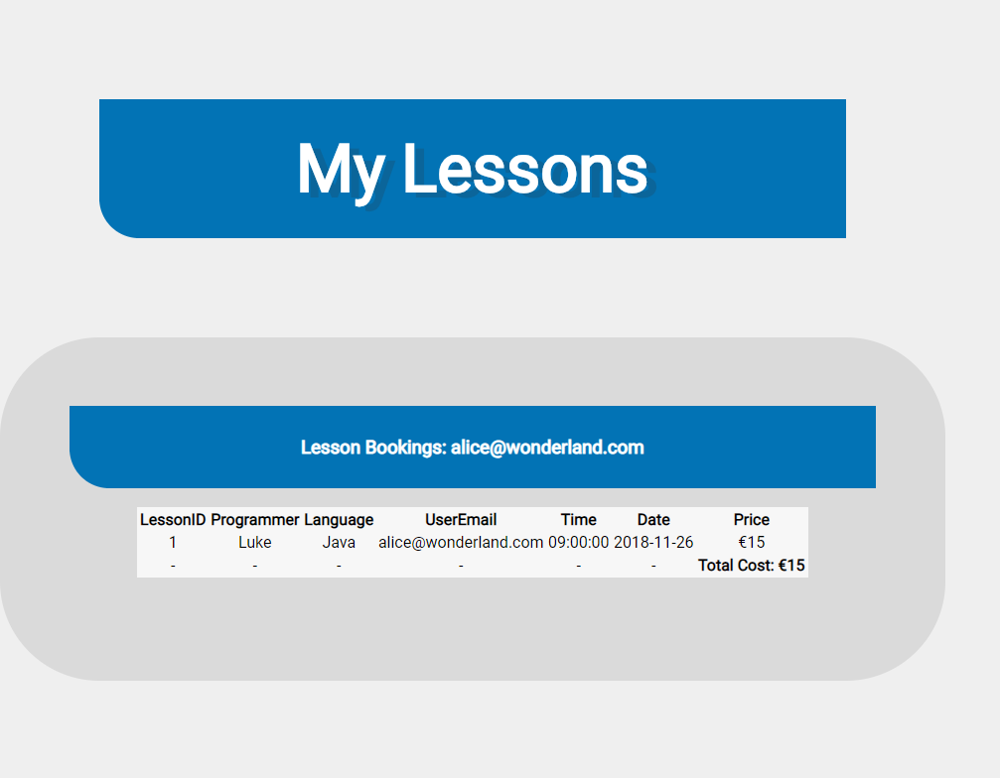 My Lessons
Lesson Bookings: alice@wonderland.com
LessonID Programmer Language UserEmail Time Date Price
1 Luke Java alice@wonderland.com 09:00:00 2018-11-26 €15
- - - - - - Total Cost: €15